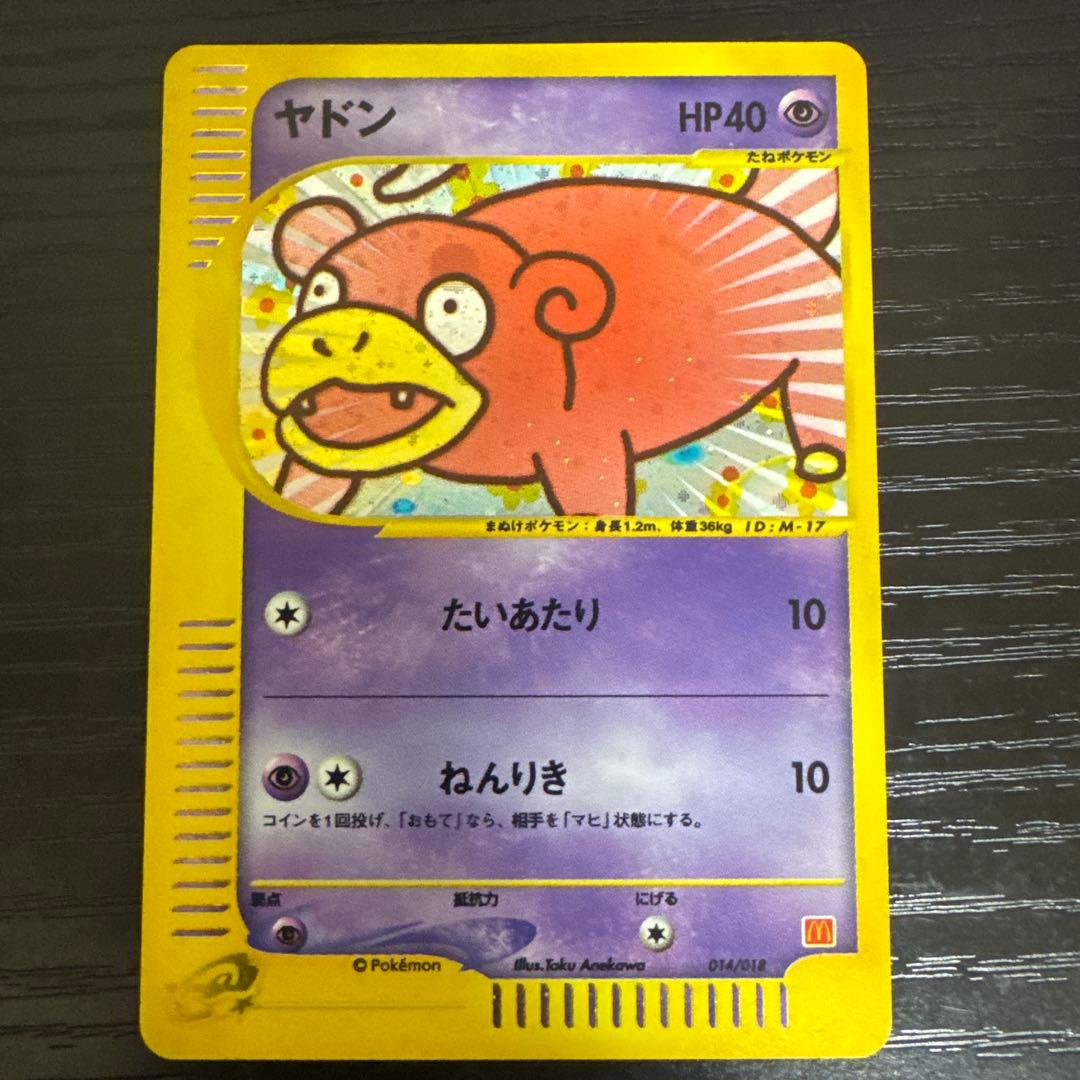 ヤドン HP40
たねポケモン
まぬけポケモン：身長1.2m、体重36kg ID:M-17
たいあたり 10
ねんりき 10
コインを1回投げ、「おもて」なら、相手を「マヒ」状態にする。
弱点 抵抗力 にげる
© Pokémon Illus.Taku Anekawa 014/018